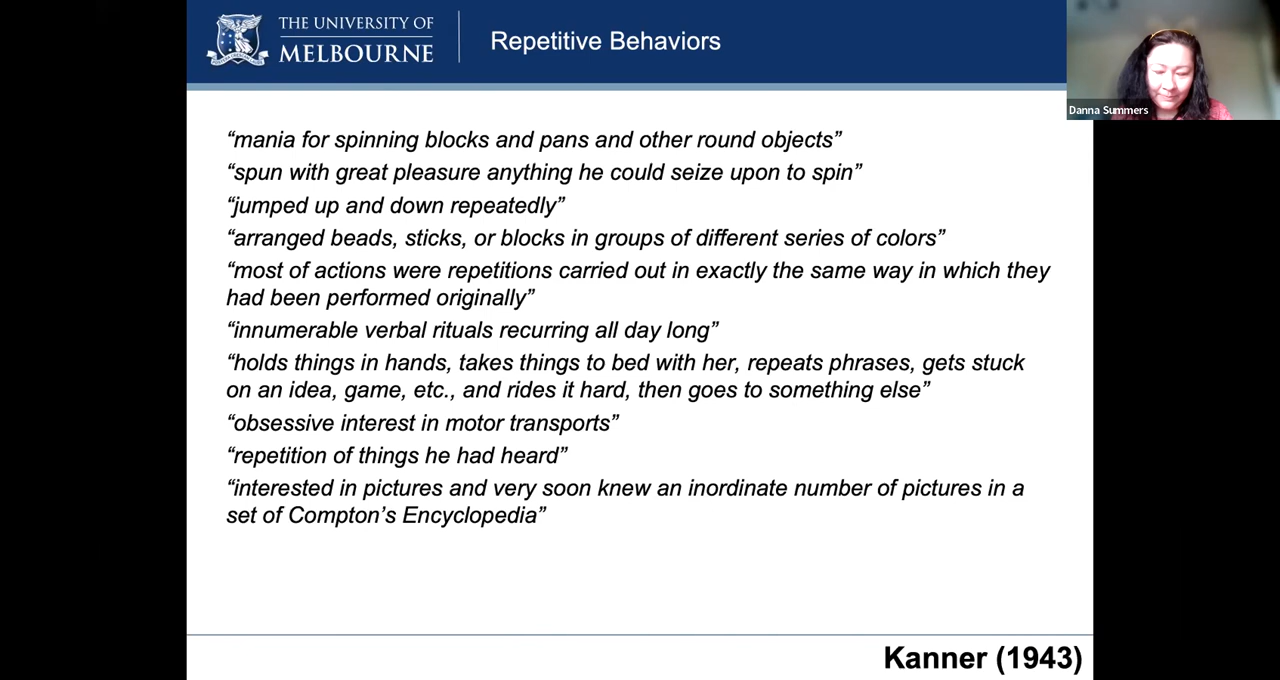 THE UNIVERSITY OF
MELBOURNE
Repetitive Behaviors
Danna Summers
“mania for spinning blocks and pans and other round objects”
“spun with great pleasure anything he could seize upon to spin”
“jumped up and down repeatedly”
“arranged beads, sticks, or blocks in groups of different series of colors”
“most of actions were repetitions carried out in exactly the same way in which they
had been performed originally”
“innumerable verbal rituals recurring all day long”
“holds things in hands, takes things to bed with her, repeats phrases, gets stuck
on an idea, game, etc., and rides it hard, then goes to something else”
“obsessive interest in motor transports”
“repetition of things he had heard”
“interested in pictures and very soon knew an inordinate number of pictures in a
set of Compton’s Encyclopedia”
Kanner (1943)